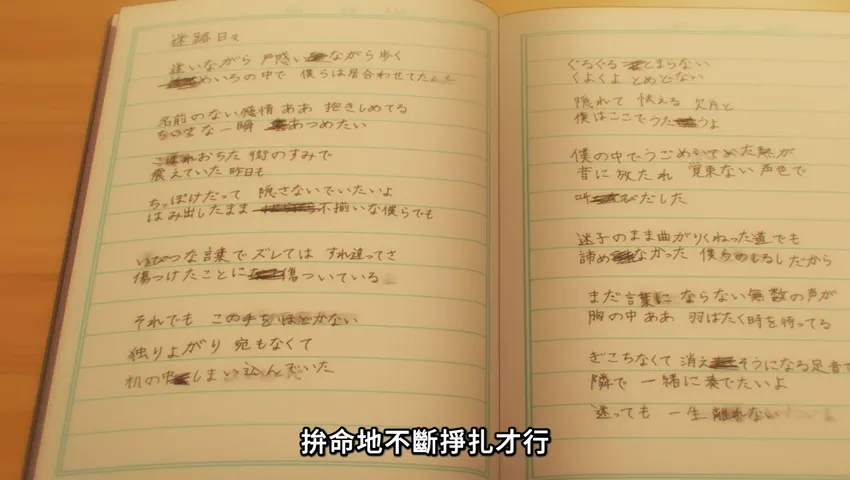 迷路日々
迷いながら 戸惑いながら歩く
めいろの中で 僕らは居合わせてた
名前のない感情 ああ 抱きしめてる
ちいさな一瞬 あつめたい
こぼれおちた 街のすみで
震えていた 昨日も
ちっぽけだって 隠さないでいたいよ
はみ出したまま 不揃いな僕らでも
いびつな言葉で ズレては すれ違ってさ
傷つけたことに 傷ついている
それでも この手を ほどかない
独りよがり 宛もなくて
机の中 しまい込んでいた
ぐるぐる とまらない
くよくよ とめどない
隠れて 怯える 欠片と
僕はここでうたうよ
僕の中でうごめいてめた熱が
音に放たれ 覚束ない声色で
叫びだした
迷子のまま曲がりくねった道でも
諦めなかった 僕らのしるしだから
まだ言葉に ならない無数の声が
胸の中 ああ 羽ばたく時を待ってる
ぎこちなくて 消えそうになる足音で
隣で 一緒に奏でたいよ
迷っても 一生 離れない
拚命地不斷掙扎才行